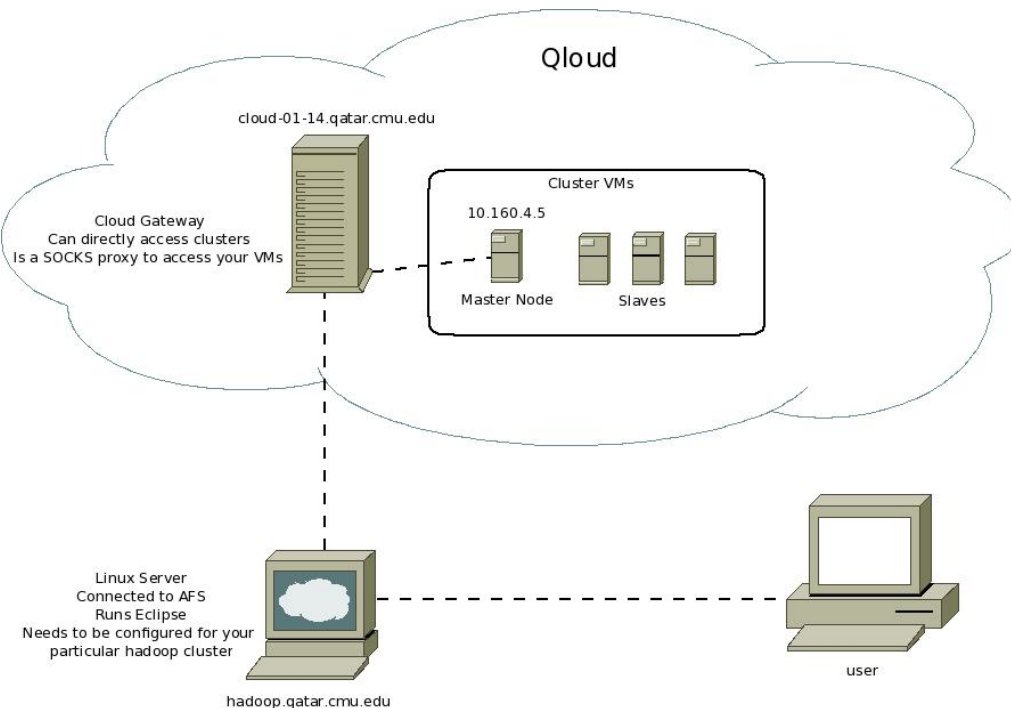 Qloud
cloud-01-14.qatar.cmu.edu
Cloud Gateway
Can directly access clusters
Is a SOCKS proxy to access your VMs
Cluster VMs
10.160.4.5
Master Node
Slaves
Linux Server
Connected to AFS
Runs Eclipse
Needs to be configured for your
particular hadoop cluster
hadoop.qatar.cmu.edu
user